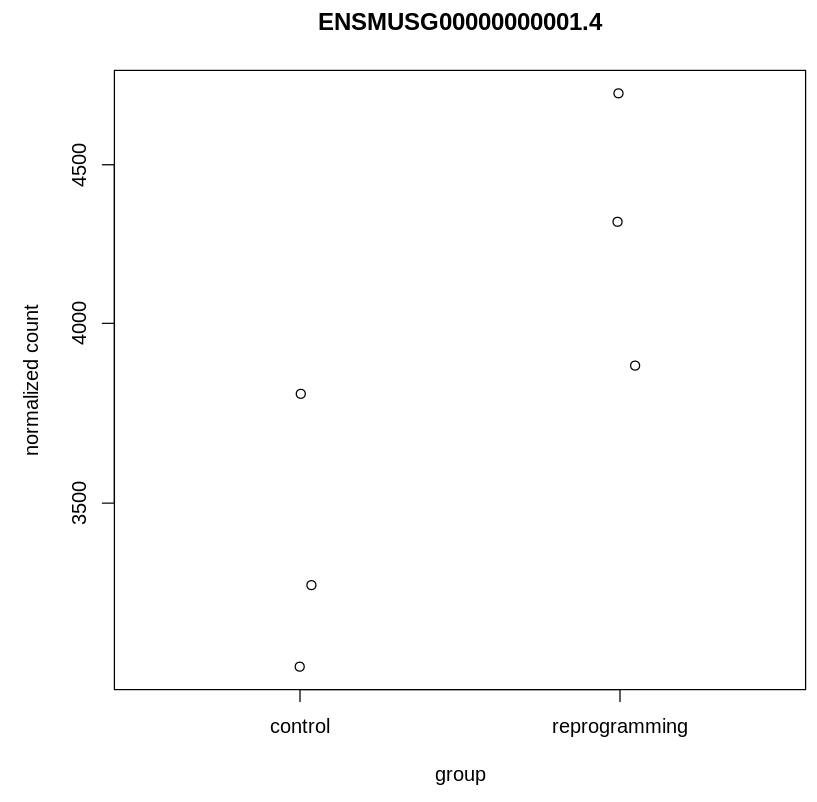 ENSMUSG00000000001.4
normalized count
4500
4000
3500
control reprogramming
group